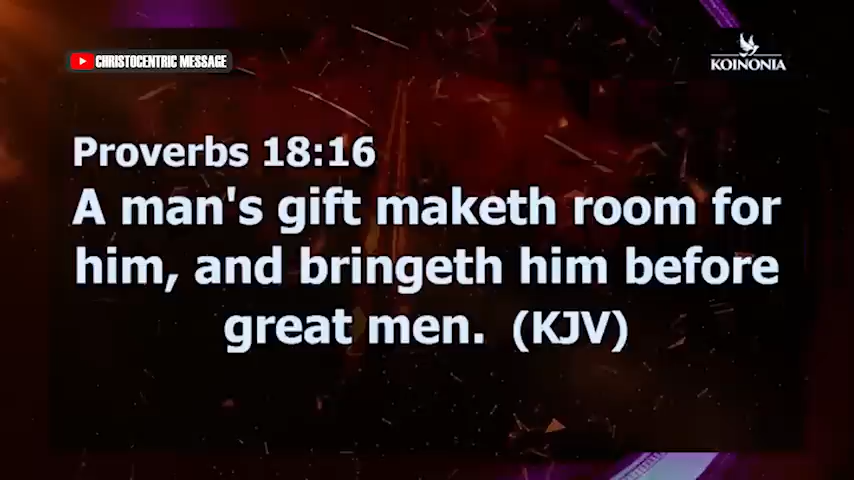 CHRISTOCENTRIC MESSAGE
KOINONIA
Proverbs 18:16
A man's gift maketh room for
him, and bringeth him before
great men. (KJV)